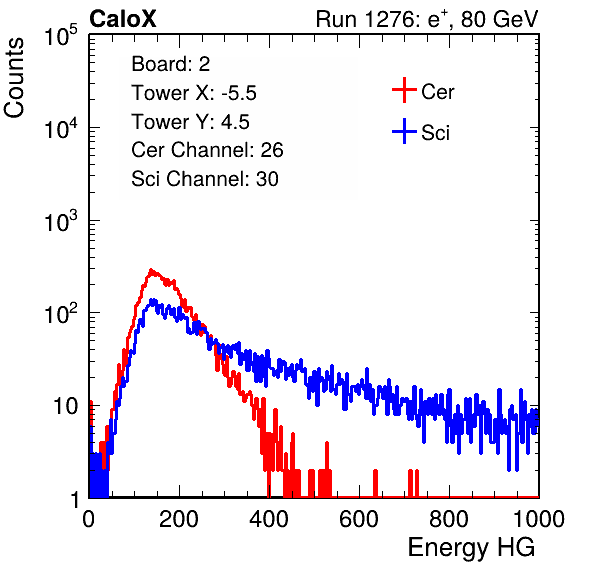 CaloX Run 1276: e⁺, 80 GeV
Counts
10⁵
10⁴
10³
10²
10
1
Board: 2
Tower X: -5.5
Tower Y: 4.5
Cer Channel: 26
Sci Channel: 30
Cer
Sci
0 200 400 600 800 1000
Energy HG